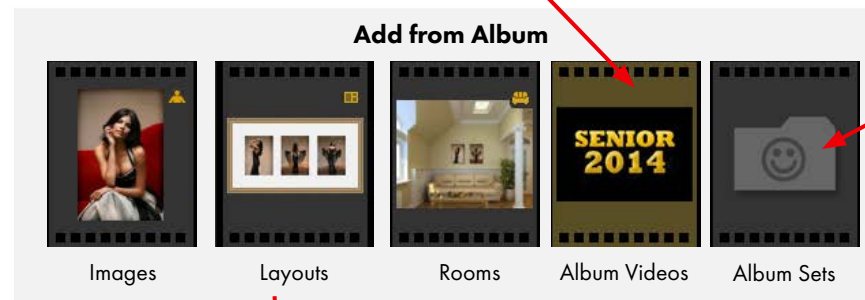 Add from Album
SENIOR
2014
Images
Layouts
Rooms
Album Videos
Album Sets